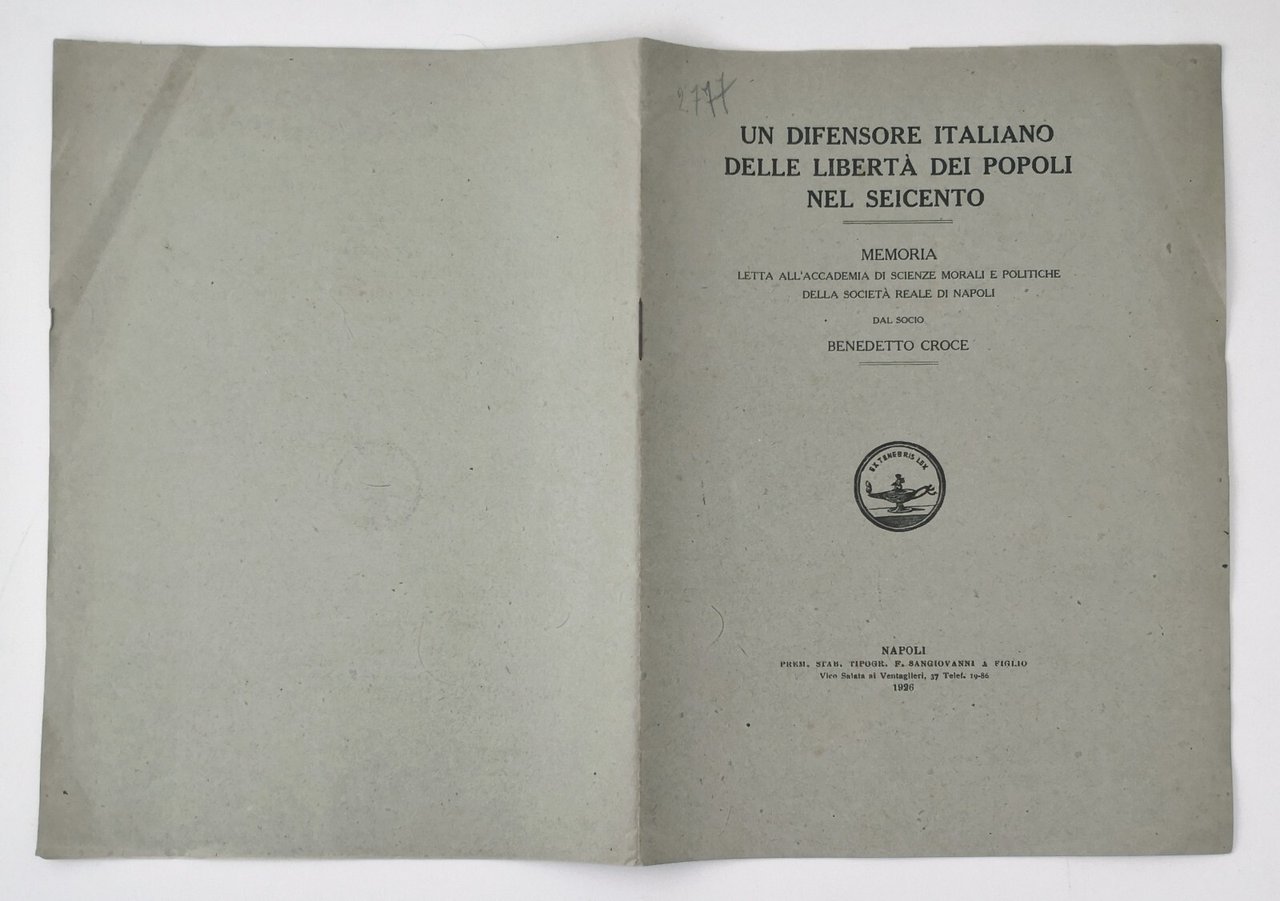 2777
UN DIFENSORE ITALIANO
DELLE LIBERTÀ DEI POPOLI
NEL SEICENTO
MEMORIA
LETTA ALL'ACCADEMIA DI SCIENZE MORALI E POLITICHE
DELLA SOCIETÀ REALE DI NAPOLI
DAL SOCIO
BENEDETTO CROCE
EX TENEBRIS LUX
NAPOLI
PREM. STAB. TIPOGR. F. SANGIOVANNI & FIGLIO
Vico Salata ai Ventaglieri, 37 Telef. 19-86
1926